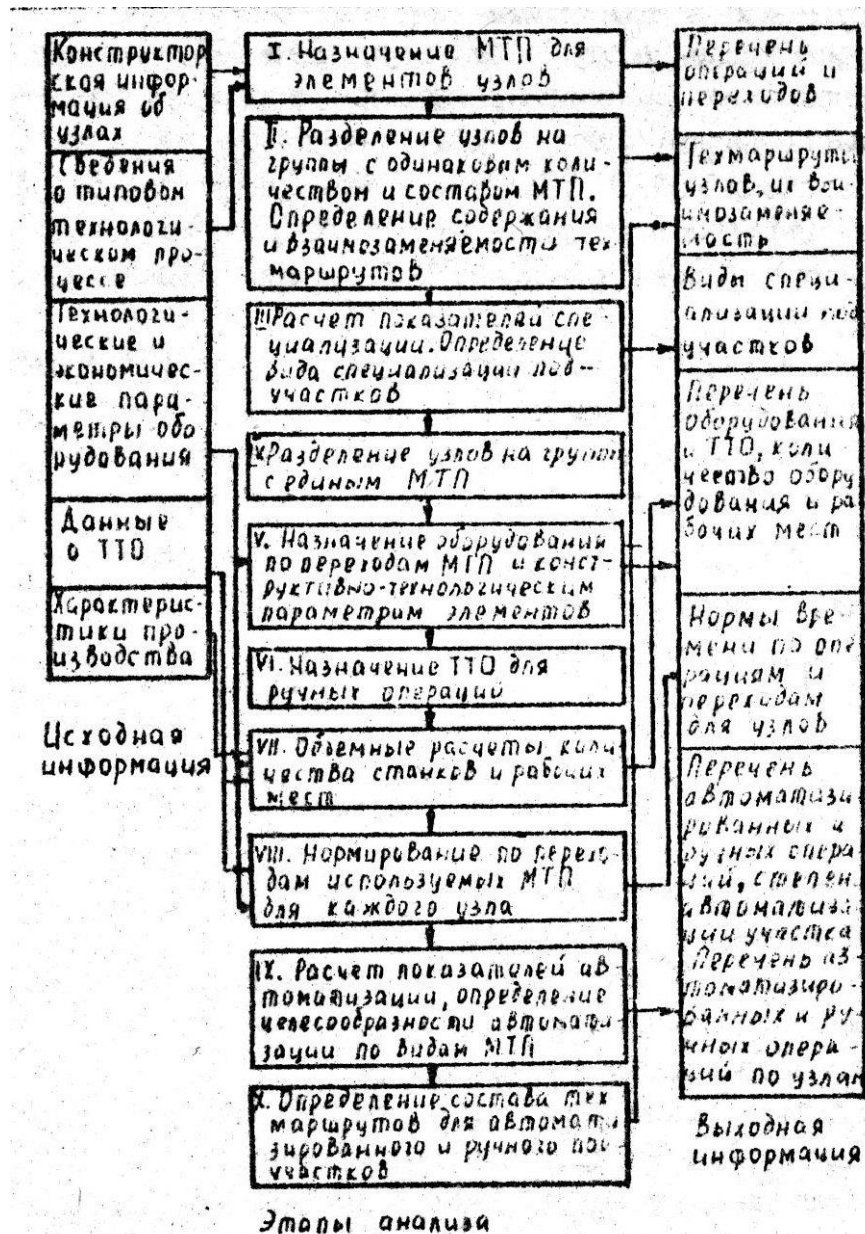 Конструктор
ская инфор-
мация об
узлах
Сведения
о типовом
технологи-
ческом про-
цессе
Технологи-
ческие и
экономичес-
кие пара-
метры обо
рудования
Данные
о ТТО
Характерис-
тики про-
изводства
Исходная
информация
I. Назначение МТП для
элементов узлов
II. Разделение узлов на
группы с одинаковым коли-
чеством и составом МТП.
Определение содержания
и взаимозаменяемости тех
маршрутов
III Расчет показателей спе-
циализации. Определение
вида специализации под-
участков
Разделение узлов на групп
с единым МТП
V. Назначение оборудования
по переходам МТП и конст-
руктивно-технологическим
параметрам элементов
VI. Назначение ТТО для
ручных операций
VII. Объемные расчеты коли-
чества станков и рабочих
мест
VIII. Нормирование по перехо-
дам используемых МТП
для каждого узла
IX. Расчет показателей ав
томатизации, определение
целесообразности автомати-
зации по видам МТП
X. Определение состава тех
маршрутов для автомати
зированного и ручного под
участков
Этапы анализа
Перечень
операций и
переходов
Техмаршруты
узлов, их вза
имозаменяе-
мость
Виды специ-
ализации под
участков
Перечень
оборудования
и ТТО, коли
чество обору
дования и ра
бочих мест
Нормы вре-
мени по опе-
рациям и
переходам
для узлов
Перечень
автоматизи
рованных и
ручных опера
ций, степень
автоматиза-
ции участка
Перечень ав
томатизиро-
ванных и ру
чных опера
ций по узлам
Выходная
информация